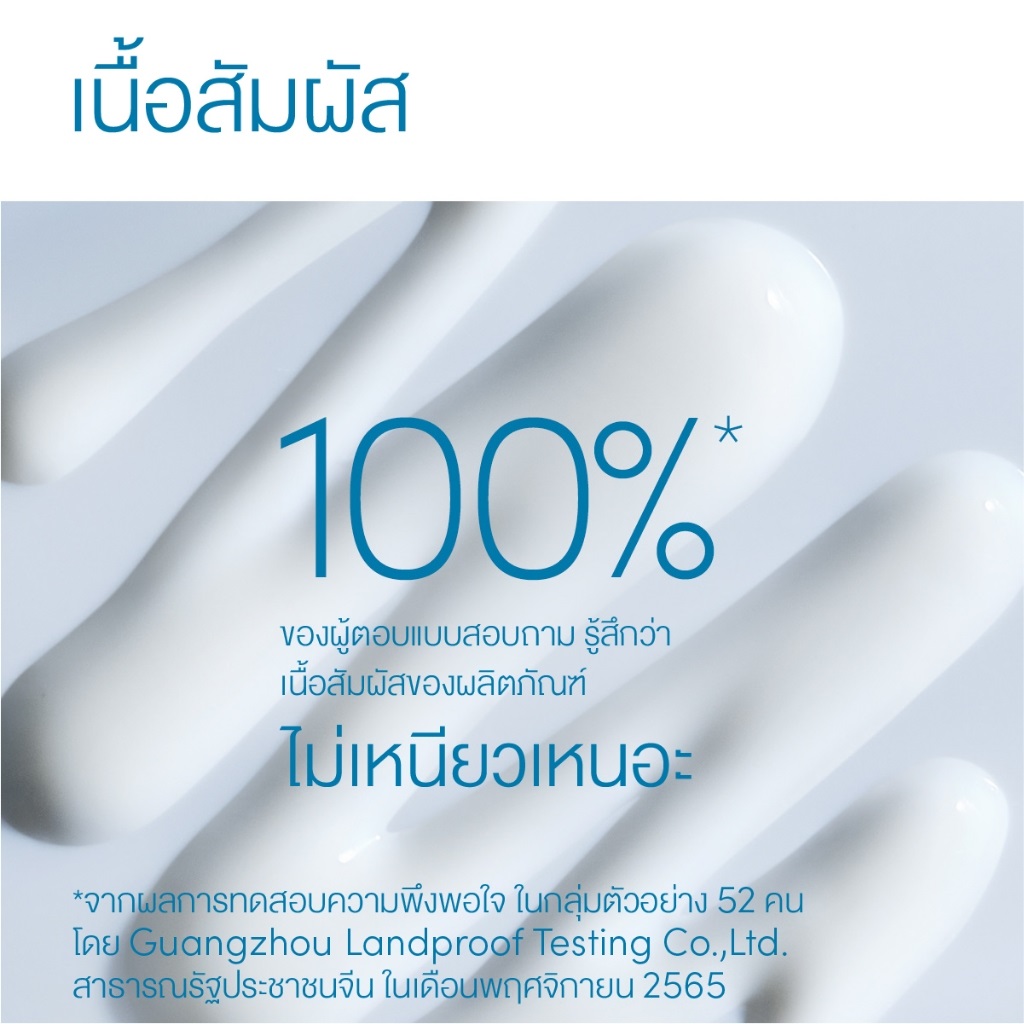 เนื้อสัมผัส
100%*
ของผู้ตอบแบบสอบถาม รู้สึกว่า
เนื้อสัมผัสของผลิตภัณฑ์
ไม่เหนียวเหนอะ
*จากผลการทดสอบความพึงพอใจ ในกลุ่มตัวอย่าง 52 คน
โดย Guangzhou Landproof Testing Co.,Ltd.
สาธารณรัฐประชาชนจีน ในเดือนพฤศจิกายน 2565